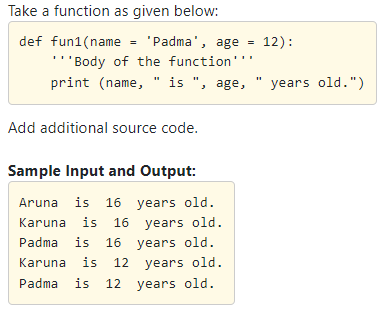 Take a function as given below:
def fun1(name = 'Padma', age = 12):
    '''Body of the function'''
    print (name, " is ", age, " years old.")
Add additional source code.
Sample Input and Output:
Aruna  is  16  years old.
Karuna  is  16  years old.
Padma  is  16  years old.
Karuna  is  12  years old.
Padma  is  12  years old.